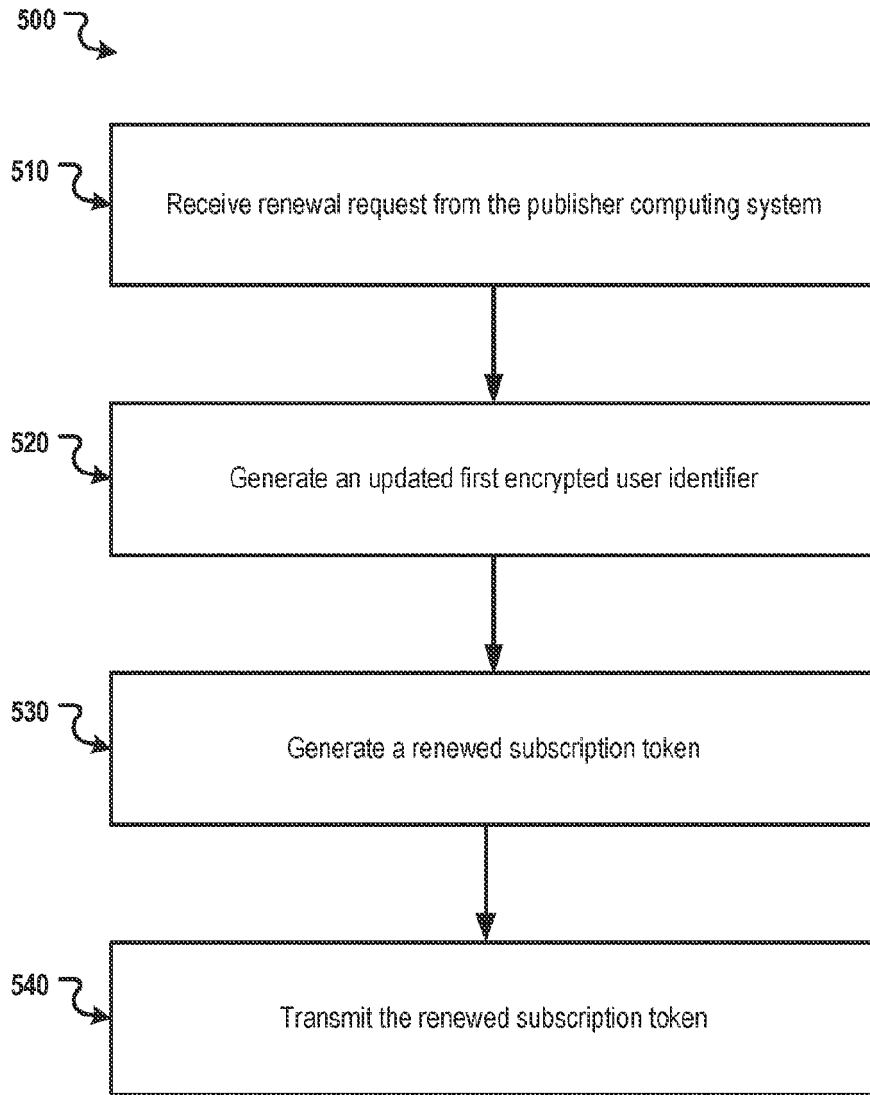 500
510
Receive renewal request from the publisher computing system
520
Generate an updated first encrypted user identifier
530
Generate a renewed subscription token
540
Transmit the renewed subscription token